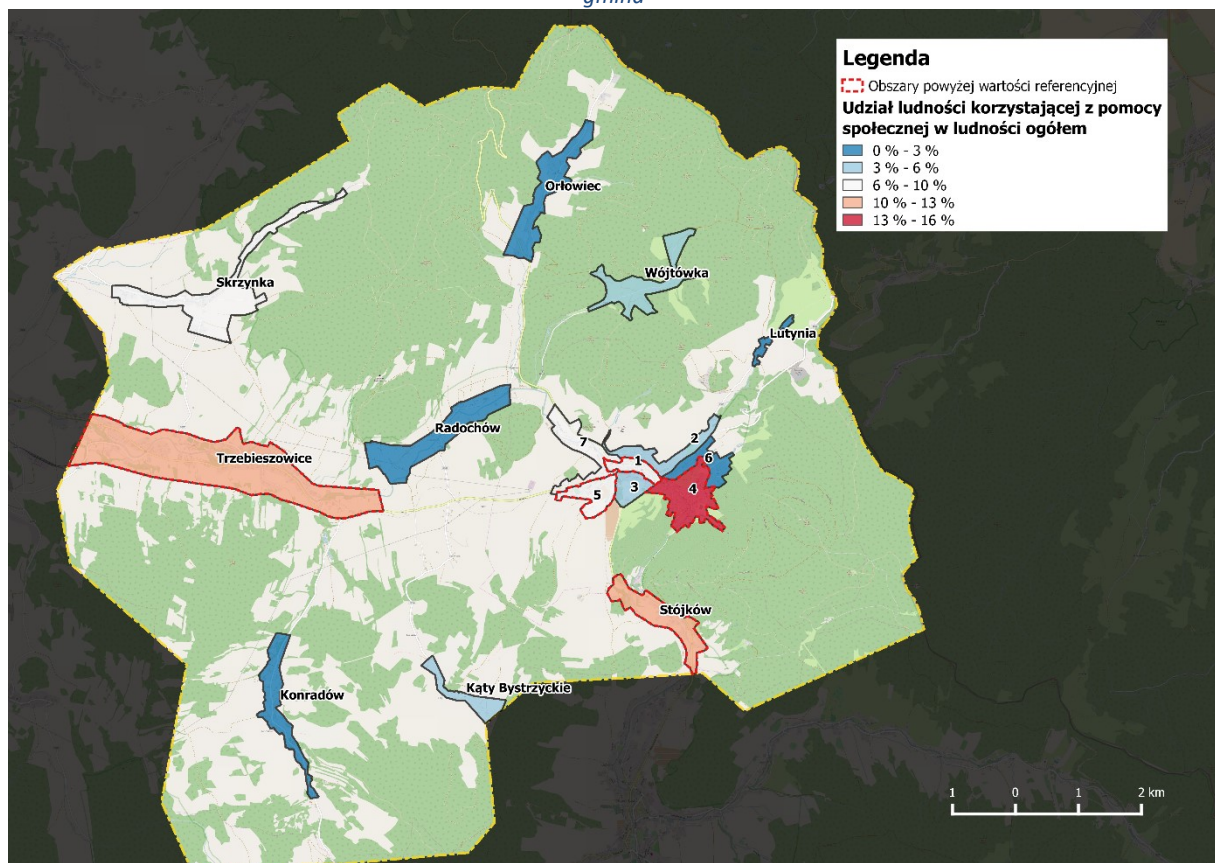 gmina
Legenda
Obszary powyżej wartości referencyjnej
Udział ludności korzystającej z pomocy
społecznej w ludności ogółem
0 % - 3 %
3 % - 6 %
6 % - 10 %
10 % - 13 %
13 % - 16 %
Orłowiec
Wójtówka
Skrzynka
Lutynia
Radochów
2
7
6
1
Trzebieszowice
3
4
5
Stójków
Kąty Bystrzyckie
Konradów
1 0 1 2 km